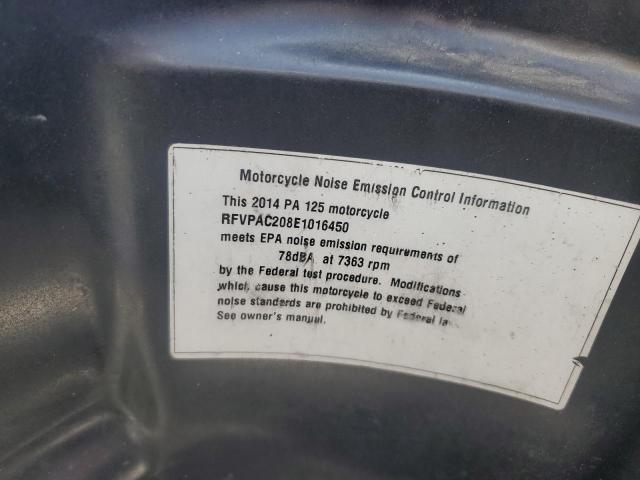 Motorcycle Noise Emission Control Information
This 2014 PA 125 motorcycle
RFVPAC208E1016450
meets EPA noise emission requirements of
78dBA at 7363 rpm
by the Federal test procedure. Modifications
which cause this motorcycle to exceed Federal
noise standards are prohibited by Federal la
See owner's manual.